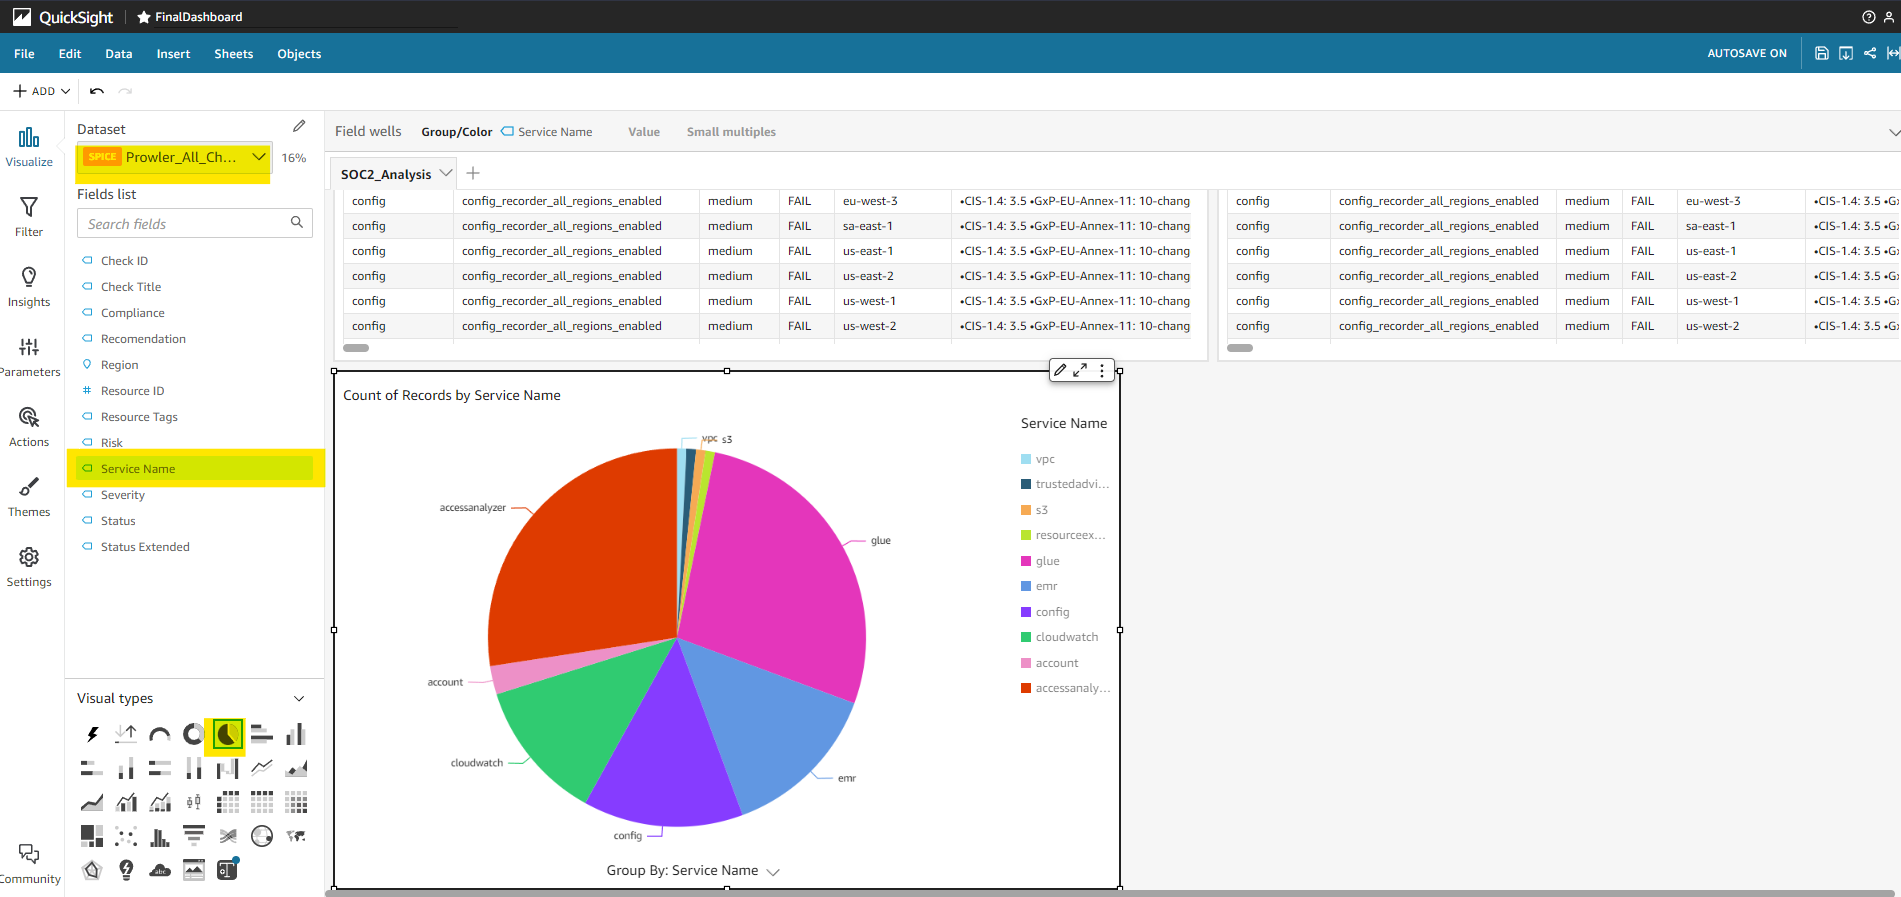 QuickSight FinalDashboard
File Edit Data Insert Sheets Objects AUTOSAVE ON
ADD
Visualize
Filter
Insights
Parameters
Actions
Themes
Settings
Community
Dataset
SPICE Prowler_All_Ch... 16%
Fields list
Search fields
Check ID
Check Title
Compliance
Recomendation
Region
# Resource ID
Resource Tags
Risk
Service Name
Severity
Status
Status Extended
Visual types
Field wells Group/Color Service Name Value Small multiples
SOC2_Analysis
config config_recorder_all_regions_enabled medium FAIL eu-west-3 •CIS-1.4: 3.5 •GxP-EU-Annex-11: 10-chang
config config_recorder_all_regions_enabled medium FAIL sa-east-1 •CIS-1.4: 3.5 •GxP-EU-Annex-11: 10-chang
config config_recorder_all_regions_enabled medium FAIL us-east-1 •CIS-1.4: 3.5 •GxP-EU-Annex-11: 10-chang
config config_recorder_all_regions_enabled medium FAIL us-east-2 •CIS-1.4: 3.5 •GxP-EU-Annex-11: 10-chang
config config_recorder_all_regions_enabled medium FAIL us-west-1 •CIS-1.4: 3.5 •GxP-EU-Annex-11: 10-chang
config config_recorder_all_regions_enabled medium FAIL us-west-2 •CIS-1.4: 3.5 •GxP-EU-Annex-11: 10-chang
config config_recorder_all_regions_enabled medium FAIL eu-west-3 •CIS-1.4: 3.5 •Gx
config config_recorder_all_regions_enabled medium FAIL sa-east-1 •CIS-1.4: 3.5 •Gx
config config_recorder_all_regions_enabled medium FAIL us-east-1 •CIS-1.4: 3.5 •Gx
config config_recorder_all_regions_enabled medium FAIL us-east-2 •CIS-1.4: 3.5 •Gx
config config_recorder_all_regions_enabled medium FAIL us-west-1 •CIS-1.4: 3.5 •Gx
config config_recorder_all_regions_enabled medium FAIL us-west-2 •CIS-1.4: 3.5 •Gx
Count of Records by Service Name
vpc s3
accessanalyzer
glue
account
cloudwatch
emr
config
Group By: Service Name
Service Name
vpc
trustedadvi...
s3
resourceex...
glue
emr
config
cloudwatch
account
accessanaly...
abc